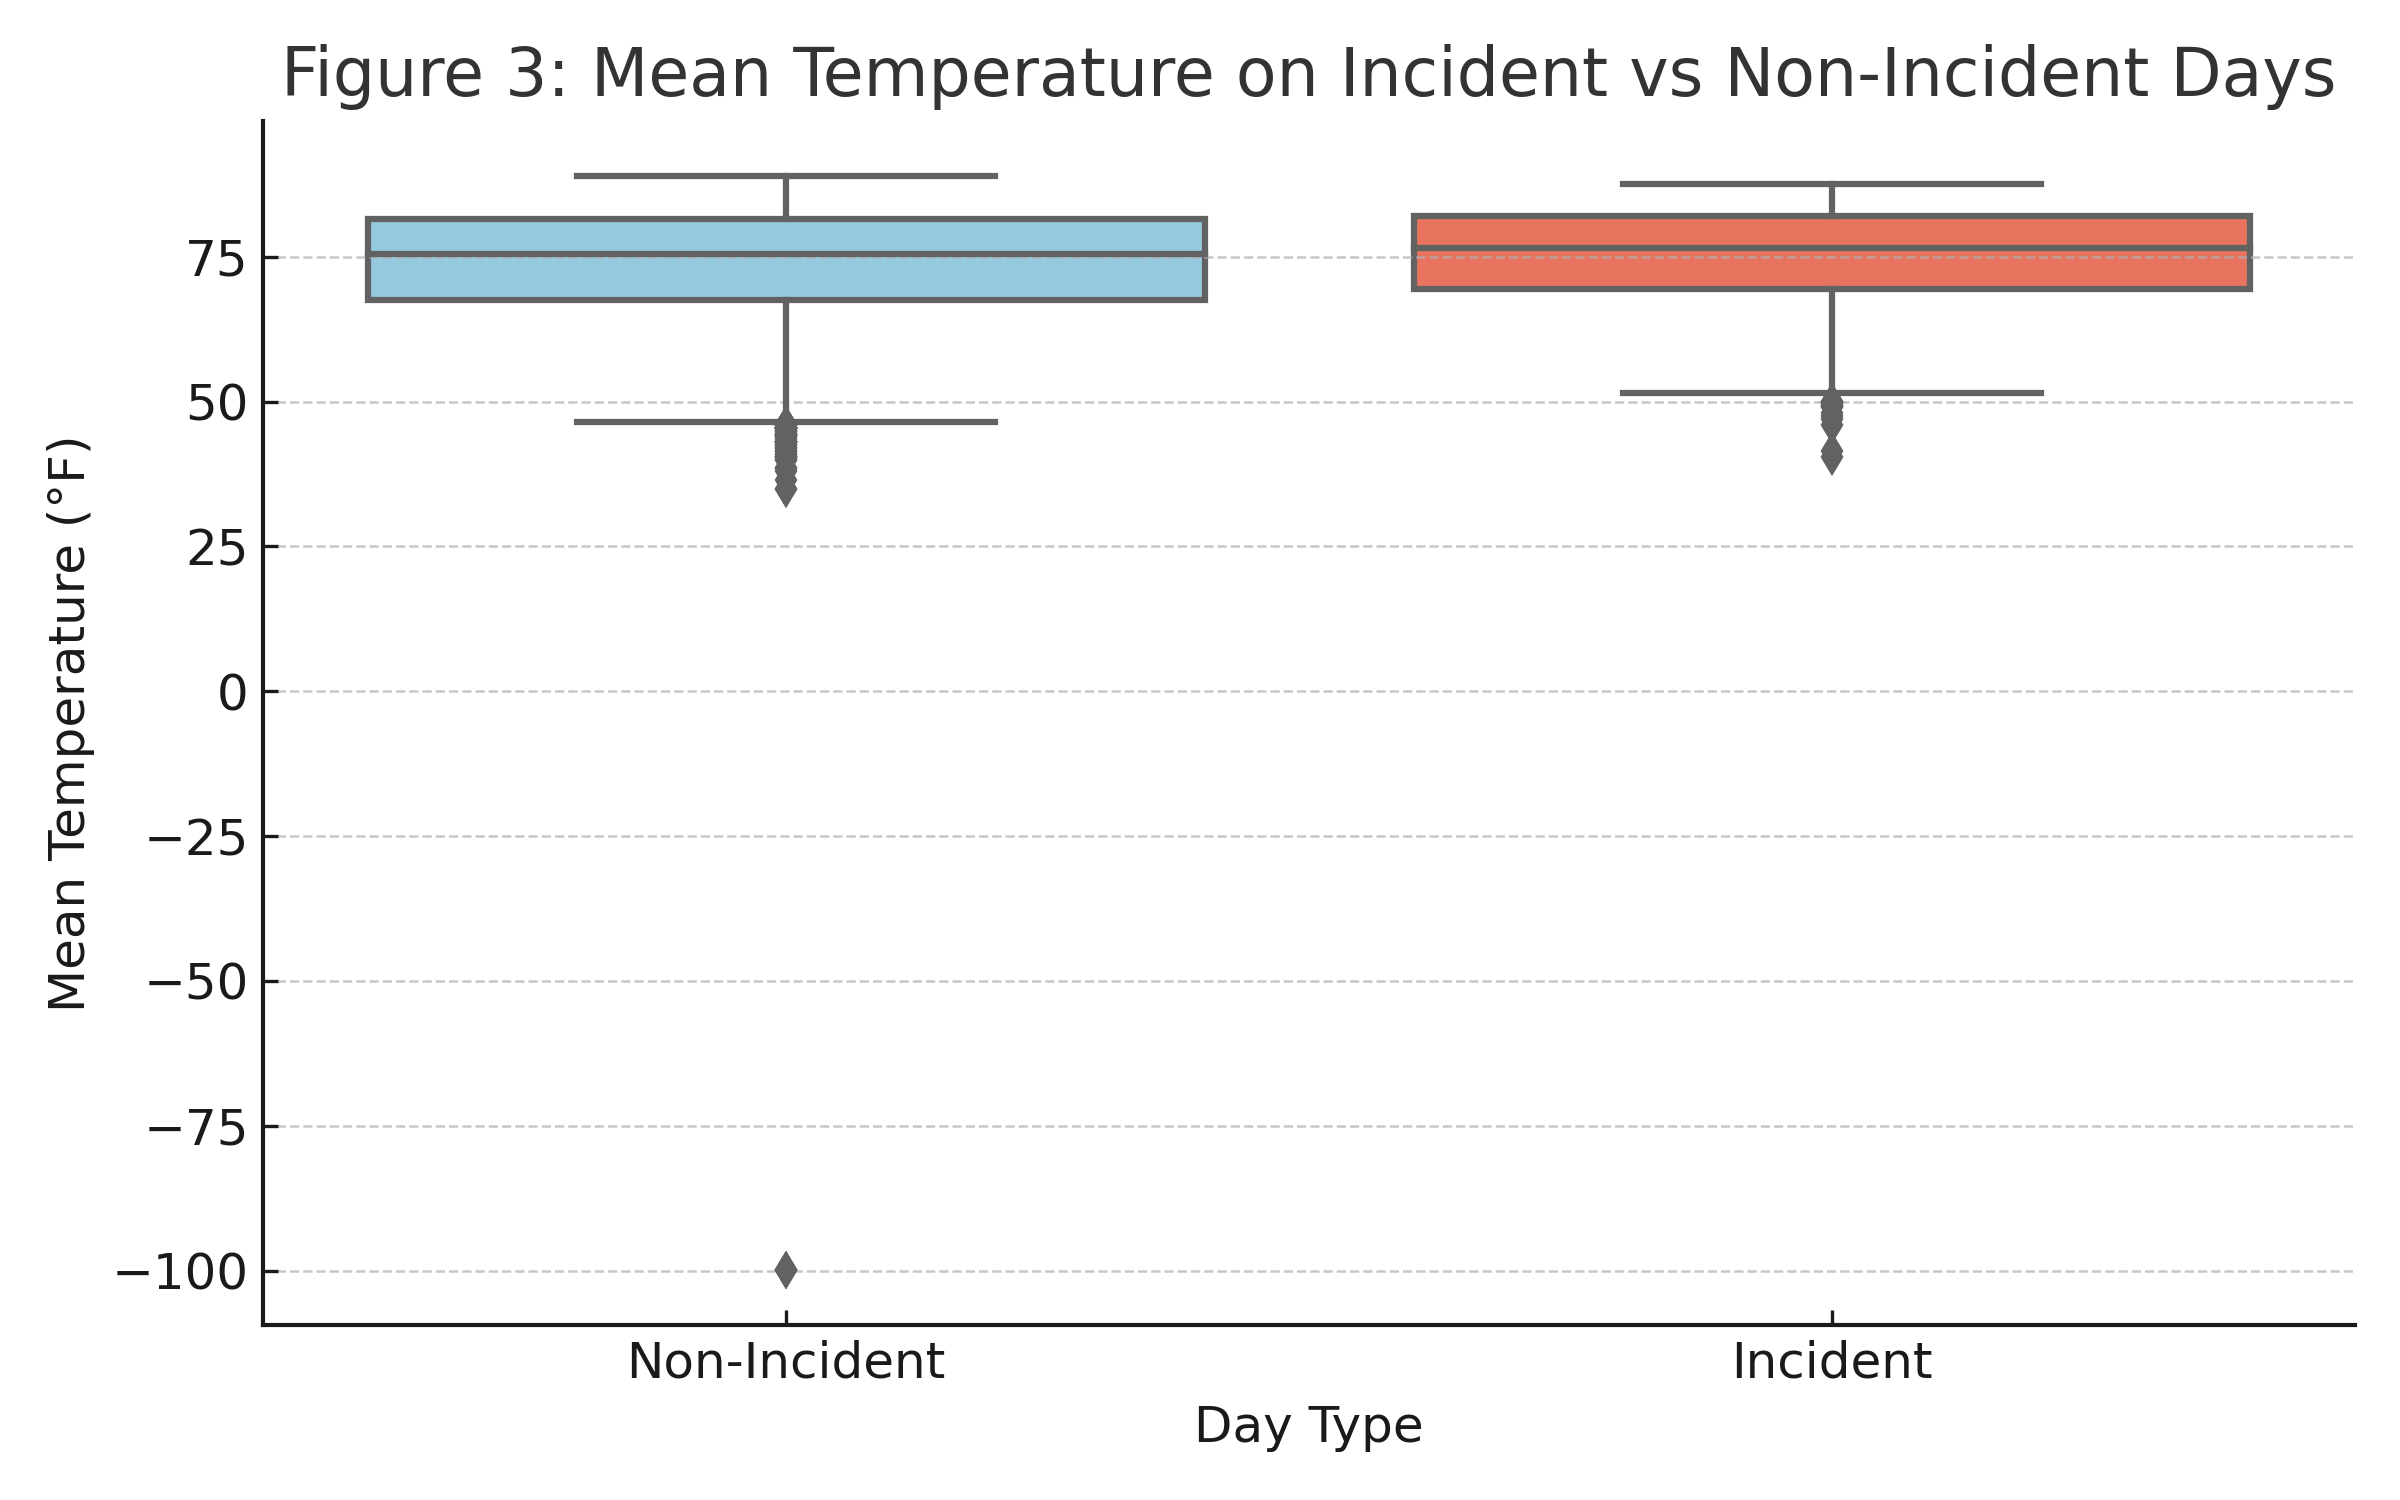 Figure 3: Mean Temperature on Incident vs Non-Incident Days
Mean Temperature (°F)
75
50
25
0
−25
−50
−75
−100
Non-Incident
Incident
Day Type